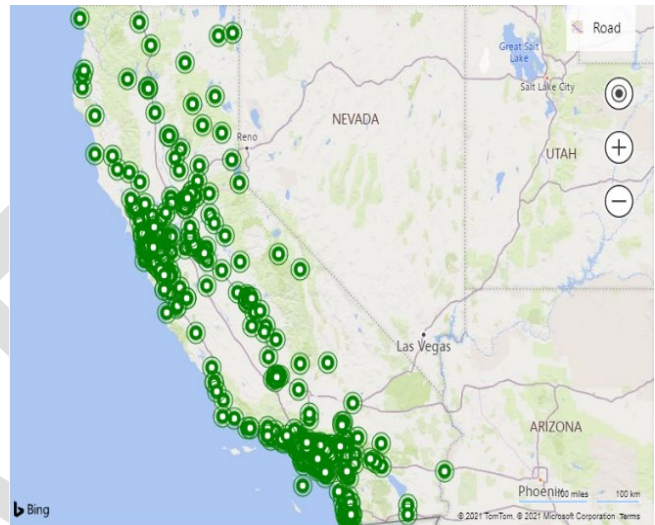 Road
Great Salt
Lake
Salt Lake City
NEVADA
Reno
UTAH
Las Vegas
ARIZONA
Phoenix
100 miles
100 km
Bing
© 2021 TomTom, © 2021 Microsoft Corporation Terms